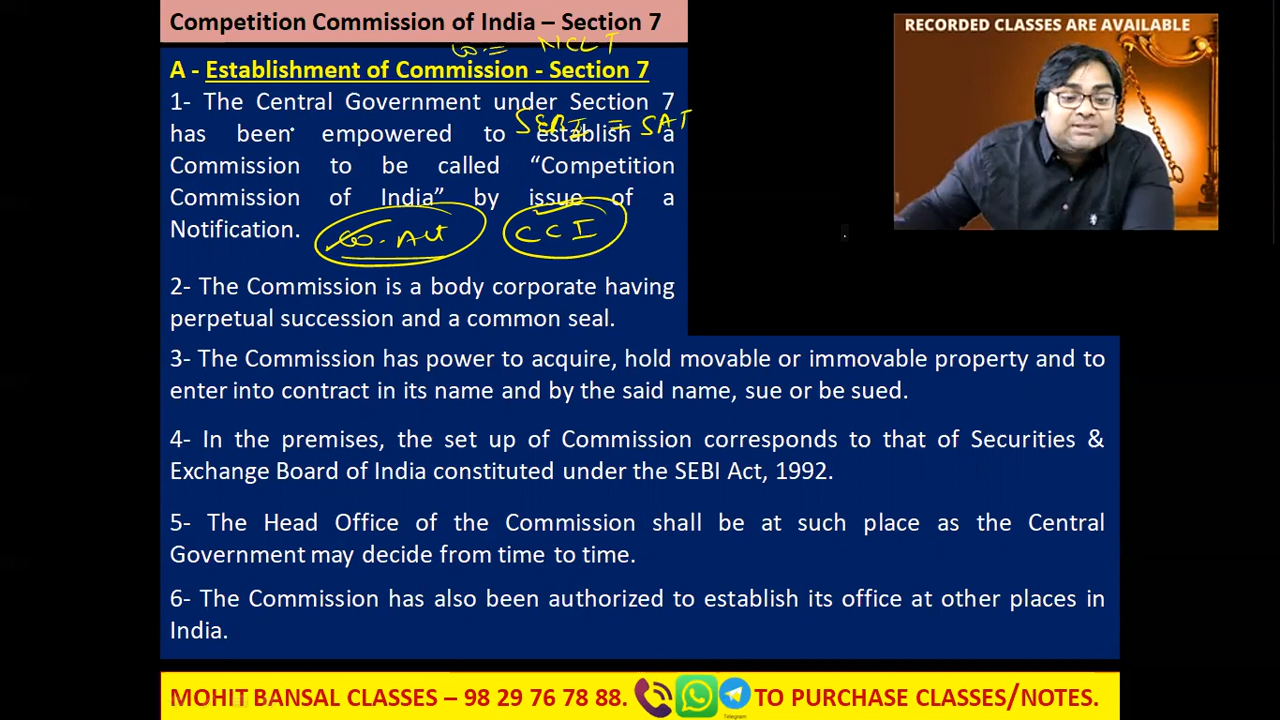 Competition Commission of India – Section 7
RECORDED CLASSES ARE AVAILABLE
Co. = NCLT
A - Establishment of Commission - Section 7
1- The Central Government under Section 7
SEBI = SAT
has been empowered to establish a
Commission to be called “Competition
Commission of India” by issue of a
Notification.
Co. Act CCI
2- The Commission is a body corporate having
perpetual succession and a common seal.
3- The Commission has power to acquire, hold movable or immovable property and to
enter into contract in its name and by the said name, sue or be sued.
4- In the premises, the set up of Commission corresponds to that of Securities &
Exchange Board of India constituted under the SEBI Act, 1992.
5- The Head Office of the Commission shall be at such place as the Central
Government may decide from time to time.
6- The Commission has also been authorized to establish its office at other places in
India.
MOHIT BANSAL CLASSES – 98 29 76 78 88. TO PURCHASE CLASSES/NOTES.
Telegram